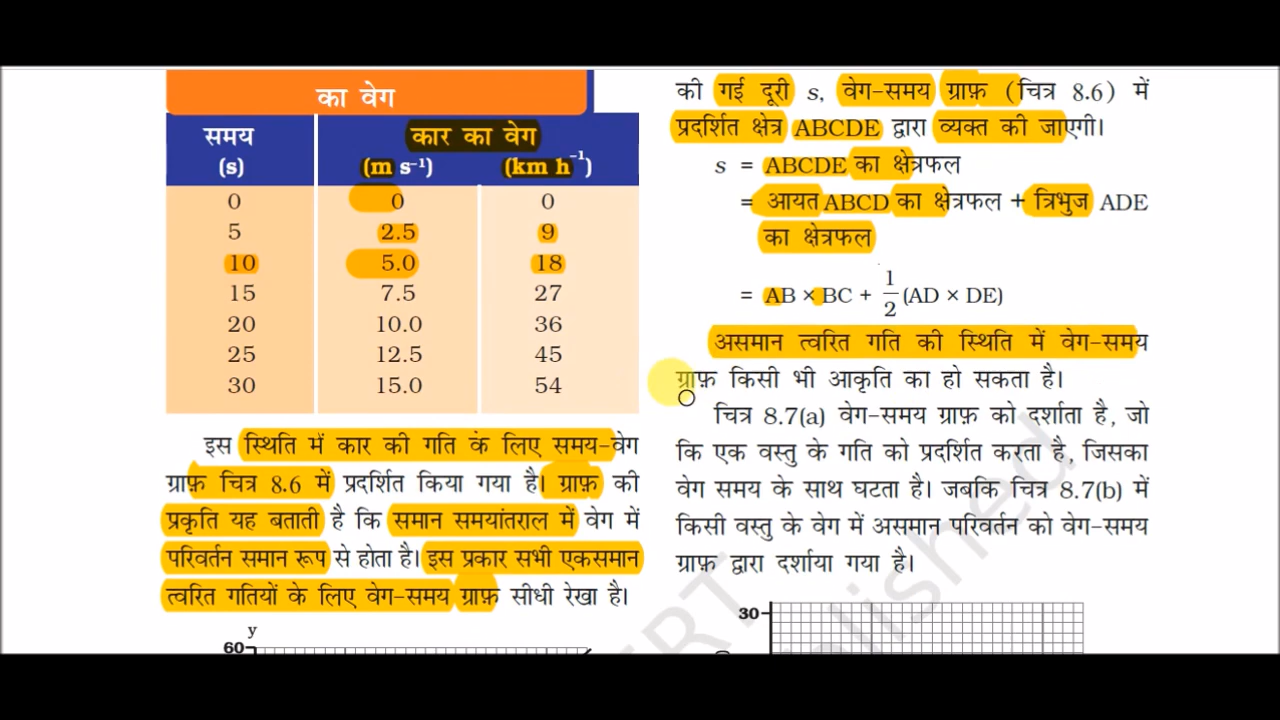 का वेग
समय कार का वेग
(s) (m s⁻¹) (km h⁻¹)
0 0 0
5 2.5 9
10 5.0 18
15 7.5 27
20 10.0 36
25 12.5 45
30 15.0 54
इस स्थिति में कार की गति के लिए समय-वेग
ग्राफ़ चित्र 8.6 में प्रदर्शित किया गया है। ग्राफ़ की
प्रकृति यह बताती है कि समान समयांतराल में वेग में
परिवर्तन समान रूप से होता है। इस प्रकार सभी एकसमान
त्वरित गतियों के लिए वेग-समय ग्राफ़ सीधी रेखा है।
y
60
की गई दूरी s, वेग-समय ग्राफ़ (चित्र 8.6) में
प्रदर्शित क्षेत्र ABCDE द्वारा व्यक्त की जाएगी।
s = ABCDE का क्षेत्रफल
= आयत ABCD का क्षेत्रफल + त्रिभुज ADE
का क्षेत्रफल
= AB × BC + 1/2 (AD × DE)
असमान त्वरित गति की स्थिति में वेग-समय
ग्राफ़ किसी भी आकृति का हो सकता है।
चित्र 8.7(a) वेग-समय ग्राफ़ को दर्शाता है, जो
कि एक वस्तु के गति को प्रदर्शित करता है, जिसका
वेग समय के साथ घटता है। जबकि चित्र 8.7(b) में
किसी वस्तु के वेग में असमान परिवर्तन को वेग-समय
ग्राफ़ द्वारा दर्शाया गया है।
30